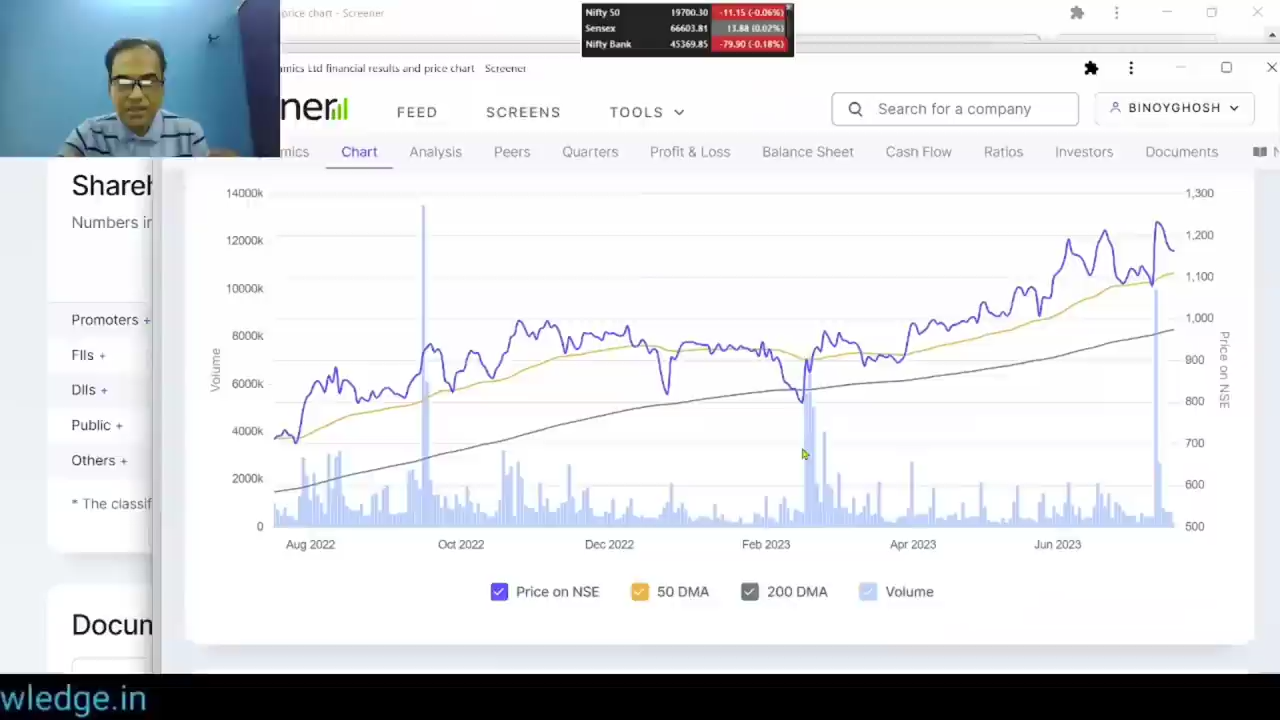 price chart - Screener
Nifty 50 19700.30 -11.15 (-0.06%)
Sensex 66603.81 13.88 (0.02%)
Nifty Bank 45369.85 -79.90 (-0.18%)
mics Ltd financial results and price chart Screener
ner
FEED SCREENS TOOLS
Search for a company
BINOYGHOSH
mics Chart Analysis Peers Quarters Profit & Loss Balance Sheet Cash Flow Ratios Investors Documents N
Shareh
Numbers in
Promoters +
FIIs +
DIIs +
Public +
Others +
* The classif
Docum
14000k
12000k
10000k
8000k
6000k
4000k
2000k
0
Volume
1,300
1,200
1,100
1,000
900
800
700
600
500
Price on NSE
Aug 2022 Oct 2022 Dec 2022 Feb 2023 Apr 2023 Jun 2023
Price on NSE 50 DMA 200 DMA Volume
wledge.in